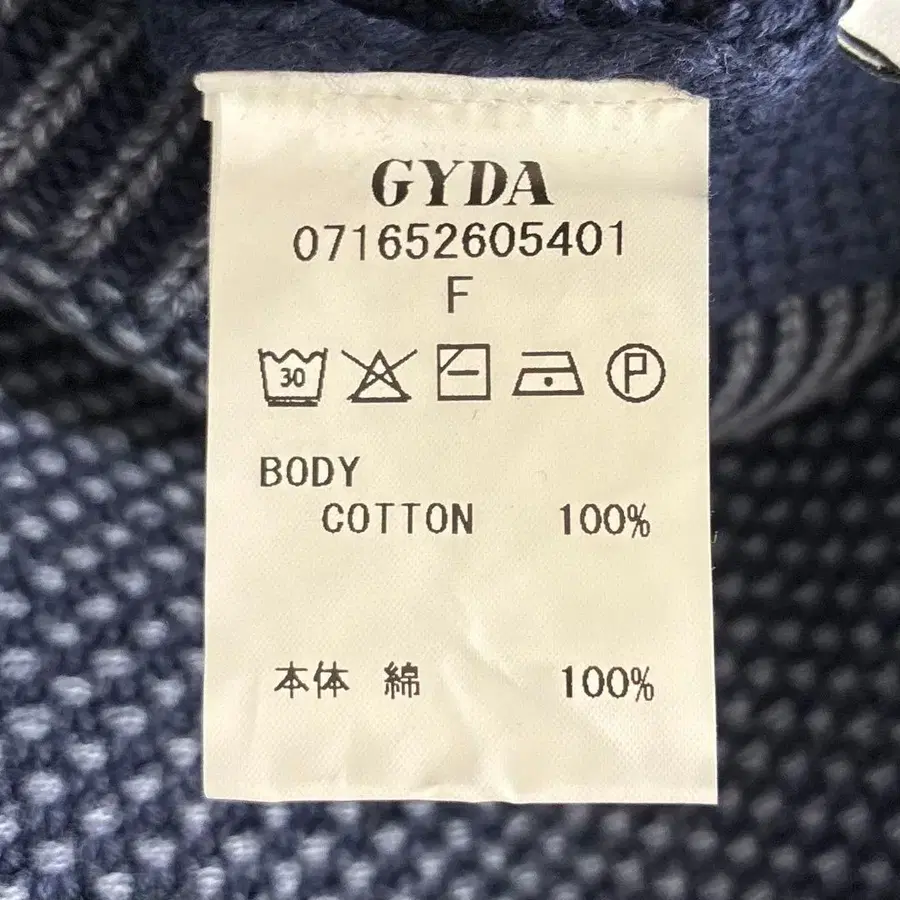 GYDA
071652605401
F
30 P
BODY
COTTON 100%
本体 綿 100%